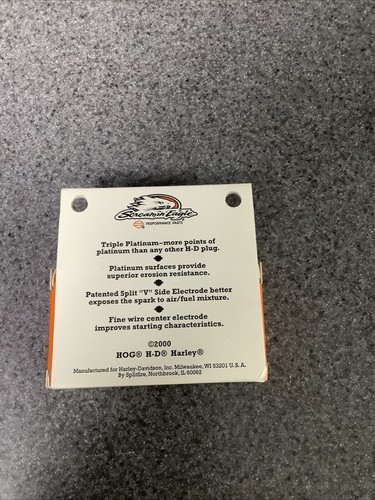 Screamin' Eagle
PERFORMANCE PARTS
Triple Platinum–more points of
platinum than any other H-D plug.
Platinum surfaces provide
superior erosion resistance.
Patented Split "V" Side Electrode better
exposes the spark to air/fuel mixture.
Fine wire center electrode
improves starting characteristics.
©2000
HOG® H-D® Harley®
Manufactured for Harley-Davidson, Inc. Milwaukee, WI 53201 U.S.A.
By Splitfire, Northbrook, IL 60062